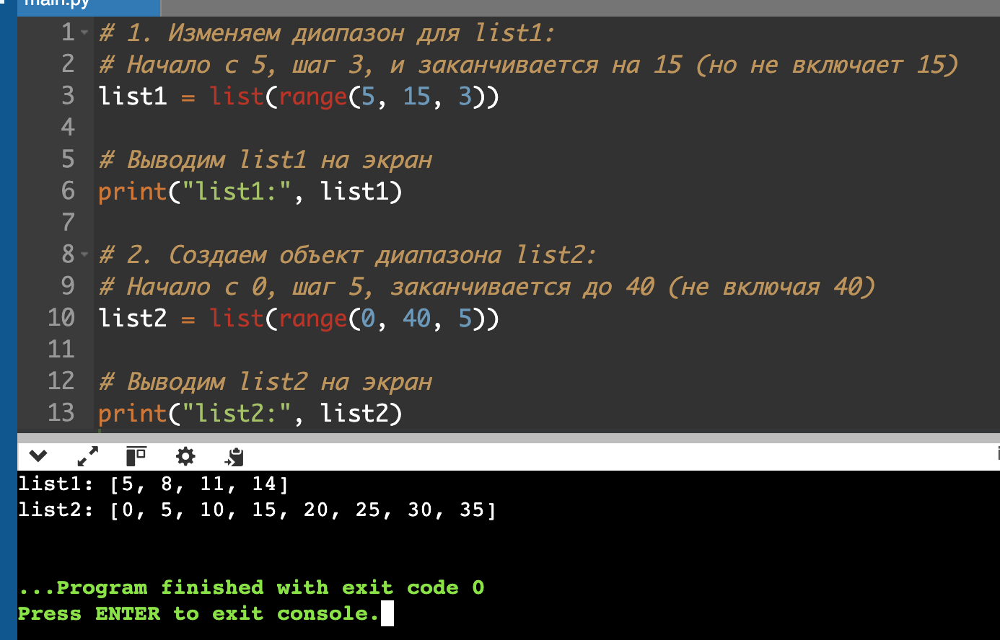 main.py
1 # 1. Изменяем диапазон для list1:
2 # Начало с 5, шаг 3, и заканчивается на 15 (но не включает 15)
3 list1 = list(range(5, 15, 3))
4
5 # Выводим list1 на экран
6 print("list1:", list1)
7
8 # 2. Создаем объект диапазона list2:
9 # Начало с 0, шаг 5, заканчивается до 40 (не включая 40)
10 list2 = list(range(0, 40, 5))
11
12 # Выводим list2 на экран
13 print("list2:", list2)
list1: [5, 8, 11, 14]
list2: [0, 5, 10, 15, 20, 25, 30, 35]
...Program finished with exit code 0
Press ENTER to exit console.